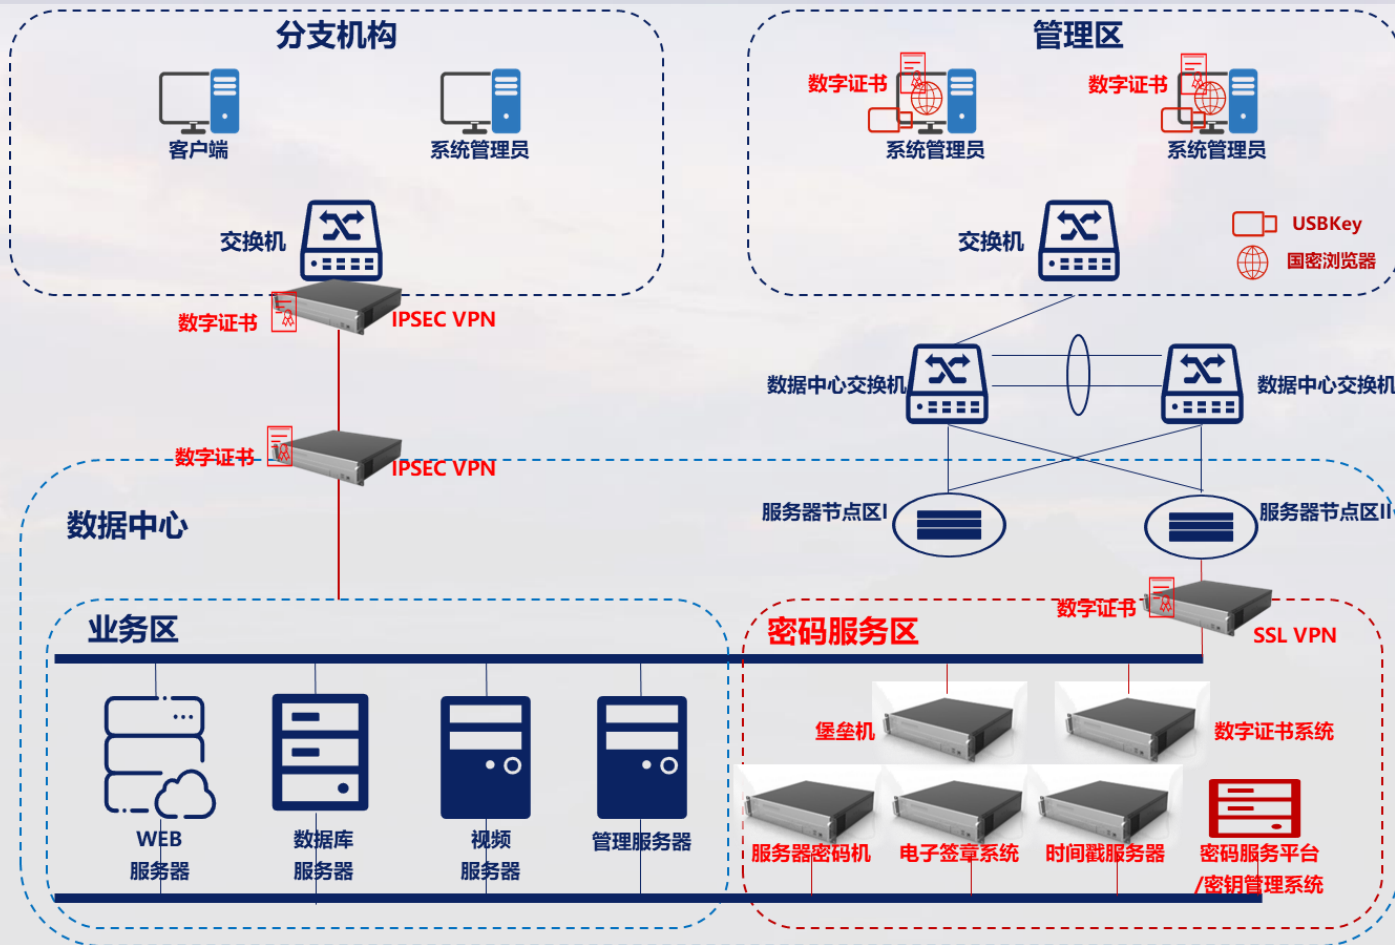 分支机构
管理区
数字证书
数字证书
客户端
系统管理员
系统管理员
系统管理员
交换机
交换机
USBKey
国密浏览器
数字证书
IPSEC VPN
数据中心交换机
数据中心交换机
数字证书
IPSEC VPN
数据中心
服务器节点区I
服务器节点区II
数字证书
SSL VPN
业务区
密码服务区
堡垒机
数字证书系统
WEB
服务器
数据库
服务器
视频
服务器
管理服务器
服务器密码机
电子签章系统
时间戳服务器
密码服务平台
/密钥管理系统